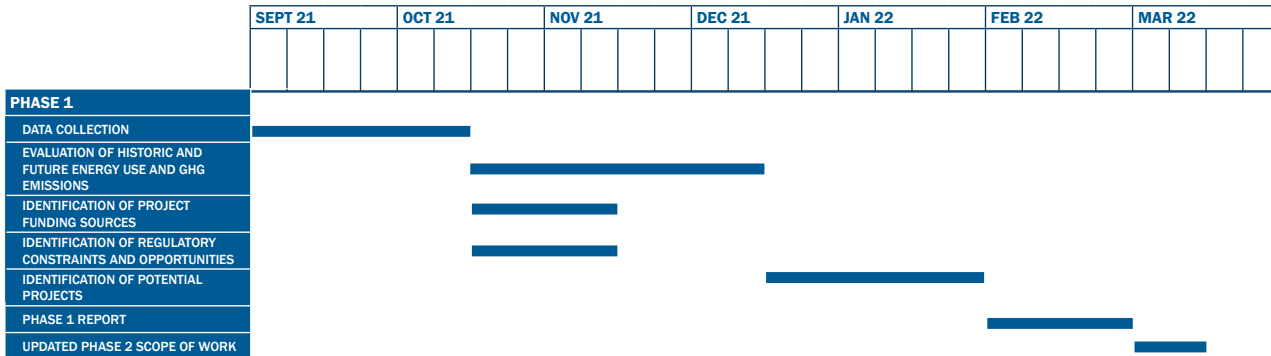 SEPT 21 OCT 21 NOV 21 DEC 21 JAN 22 FEB 22 MAR 22
PHASE 1
DATA COLLECTION
EVALUATION OF HISTORIC AND
FUTURE ENERGY USE AND GHG
EMISSIONS
IDENTIFICATION OF PROJECT
FUNDING SOURCES
IDENTIFICATION OF REGULATORY
CONSTRAINTS AND OPPORTUNITIES
IDENTIFICATION OF POTENTIAL
PROJECTS
PHASE 1 REPORT
UPDATED PHASE 2 SCOPE OF WORK